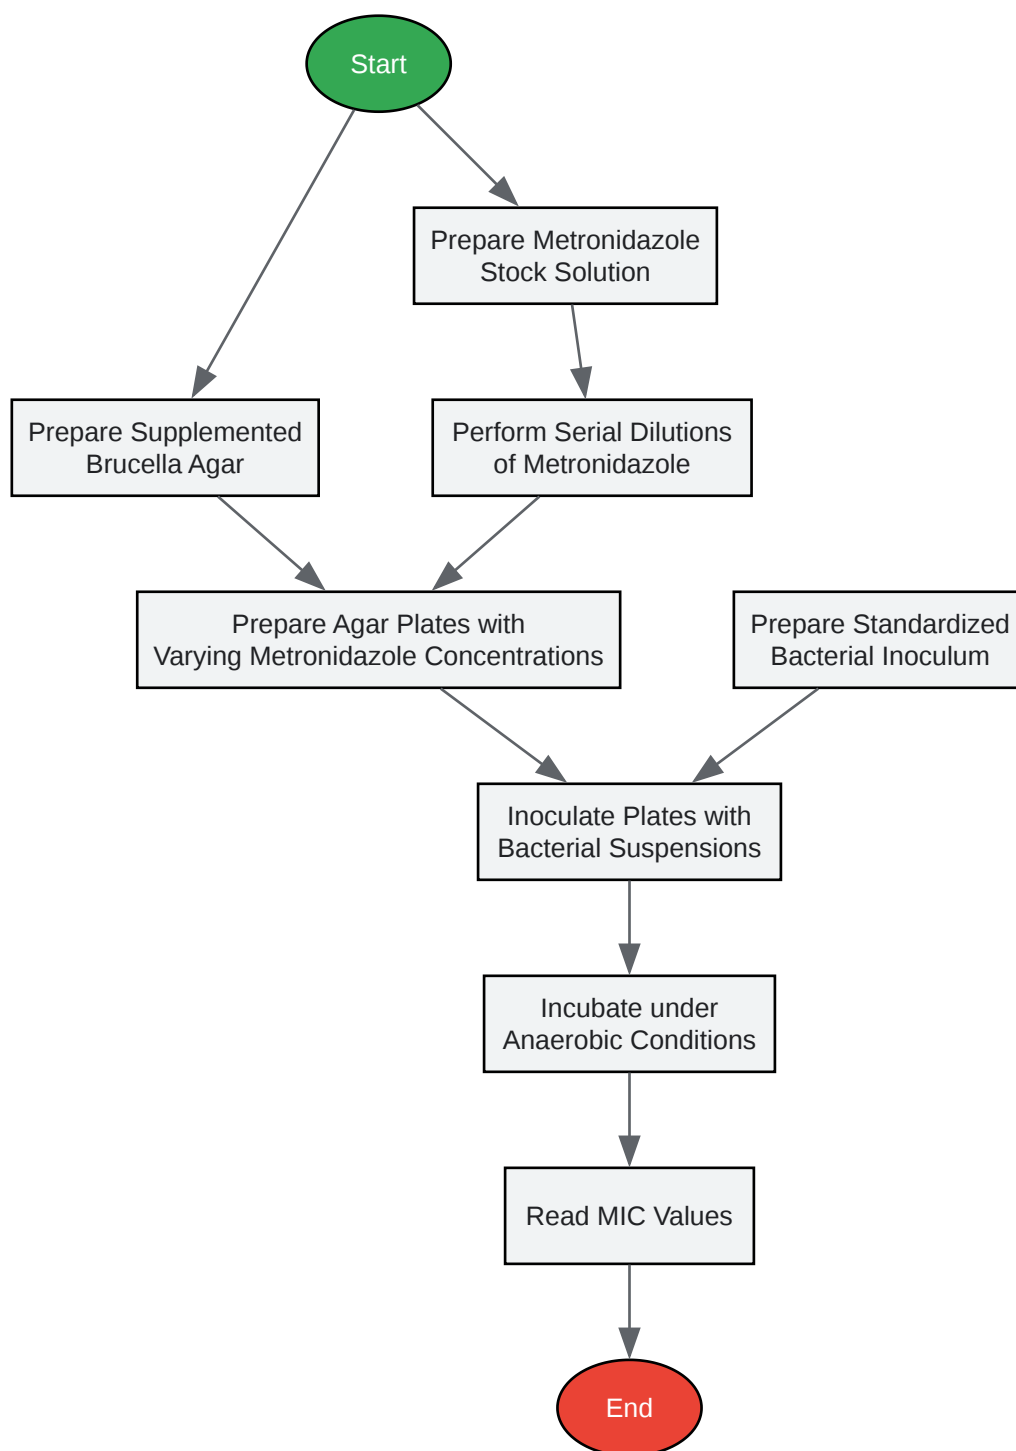 Start
Prepare Metronidazole
Stock Solution
Prepare Supplemented
Brucella Agar
Perform Serial Dilutions
of Metronidazole
Prepare Agar Plates with
Varying Metronidazole Concentrations
Prepare Standardized
Bacterial Inoculum
Inoculate Plates with
Bacterial Suspensions
Incubate under
Anaerobic Conditions
Read MIC Values
End